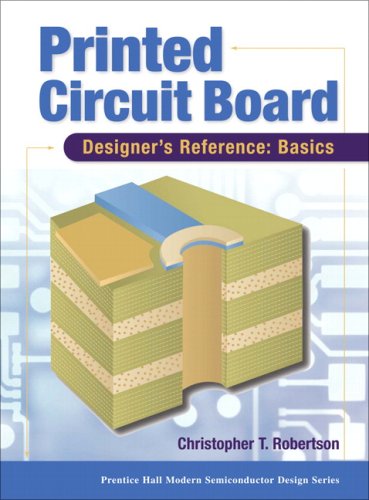 Printed
Circuit Board
Designer's Reference: Basics
Christopher T. Robertson
Prentice Hall Modern Semiconductor Design Series